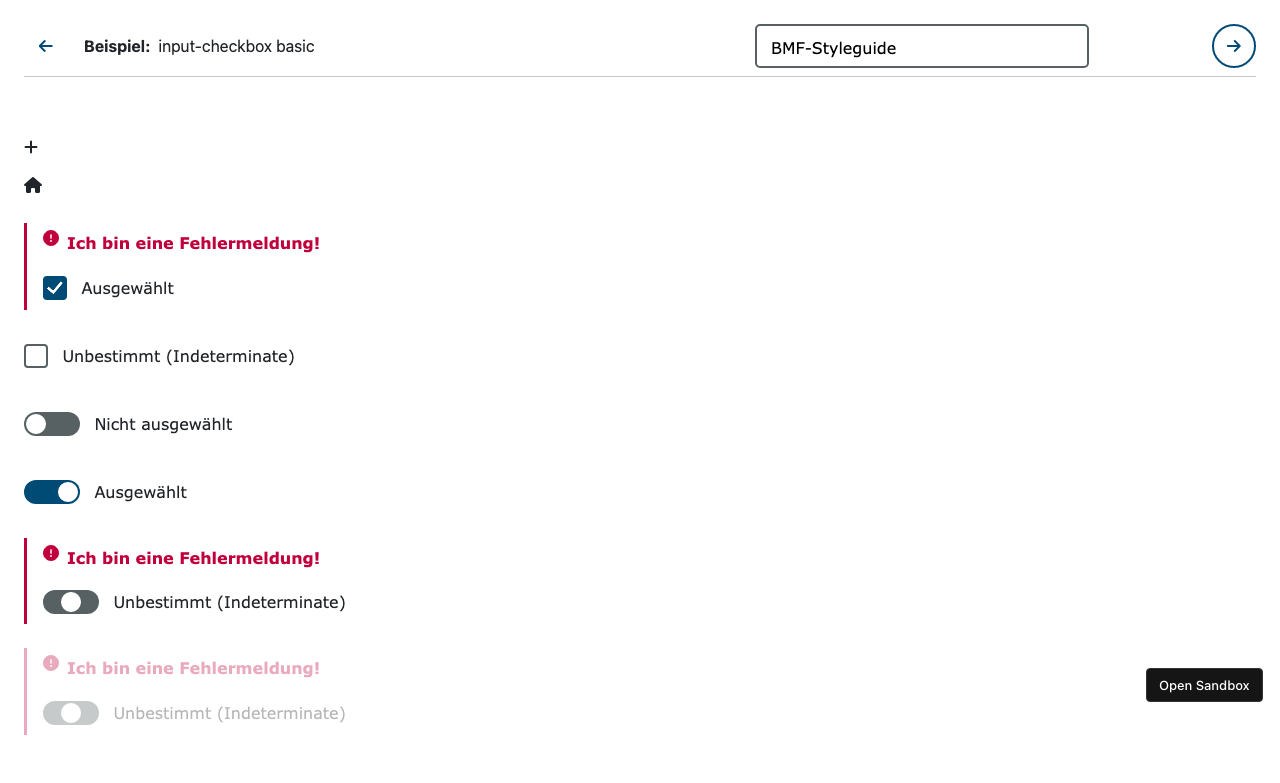 Beispiel: input-checkbox basic
BMF-Styleguide
Ich bin eine Fehlermeldung!
Ausgewählt
Unbestimmt (Indeterminate)
Nicht ausgewählt
Ausgewählt
Ich bin eine Fehlermeldung!
Unbestimmt (Indeterminate)
Ich bin eine Fehlermeldung!
Open Sandbox
Unbestimmt (Indeterminate)